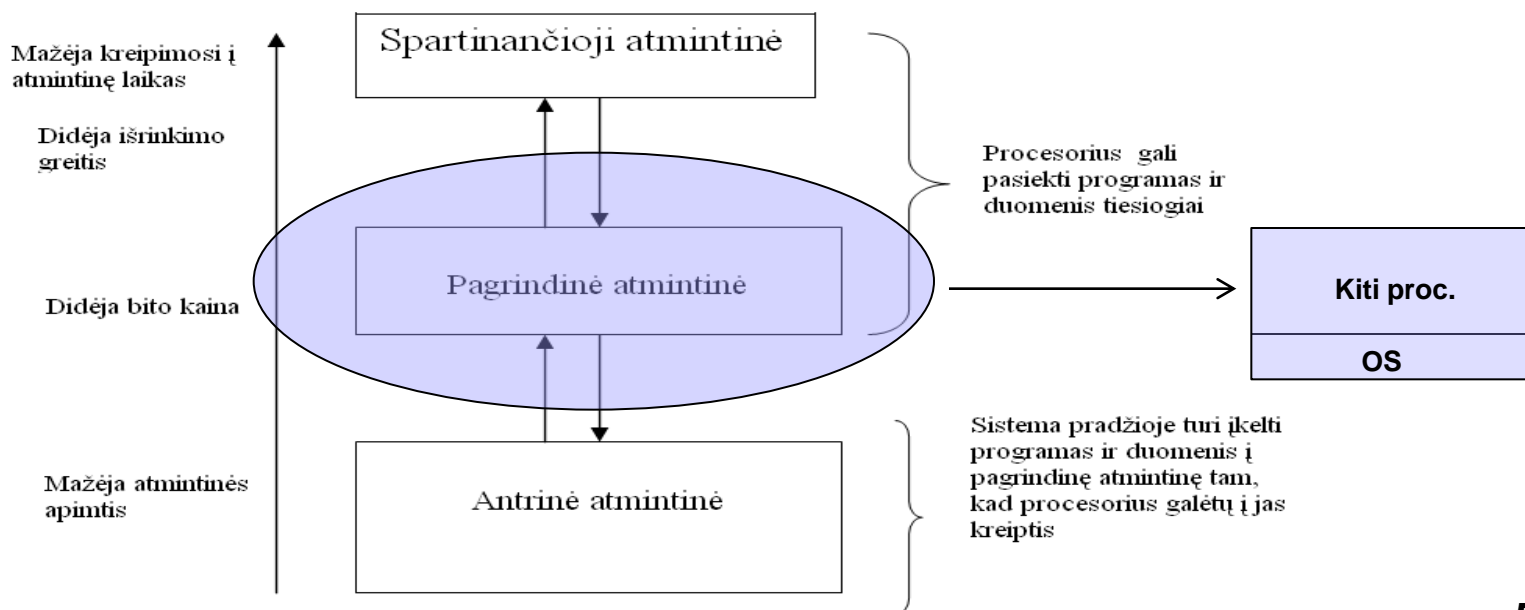 Mažėja kreipimosi į
atmintinę laikas
Didėja išrinkimo
greitis
Didėja bito kaina
Mažėja atmintinės
apimtis
Spartinančioji atmintinė
Pagrindinė atmintinė
Antrinė atmintinė
Procesorius gali
pasiekti programas ir
duomenis tiesiogiai
Sistema pradžioje turi įkelti
programas ir duomenis į
pagrindinę atmintinę tam,
kad procesorius galėtų į jas
kreiptis
Kiti proc.
OS